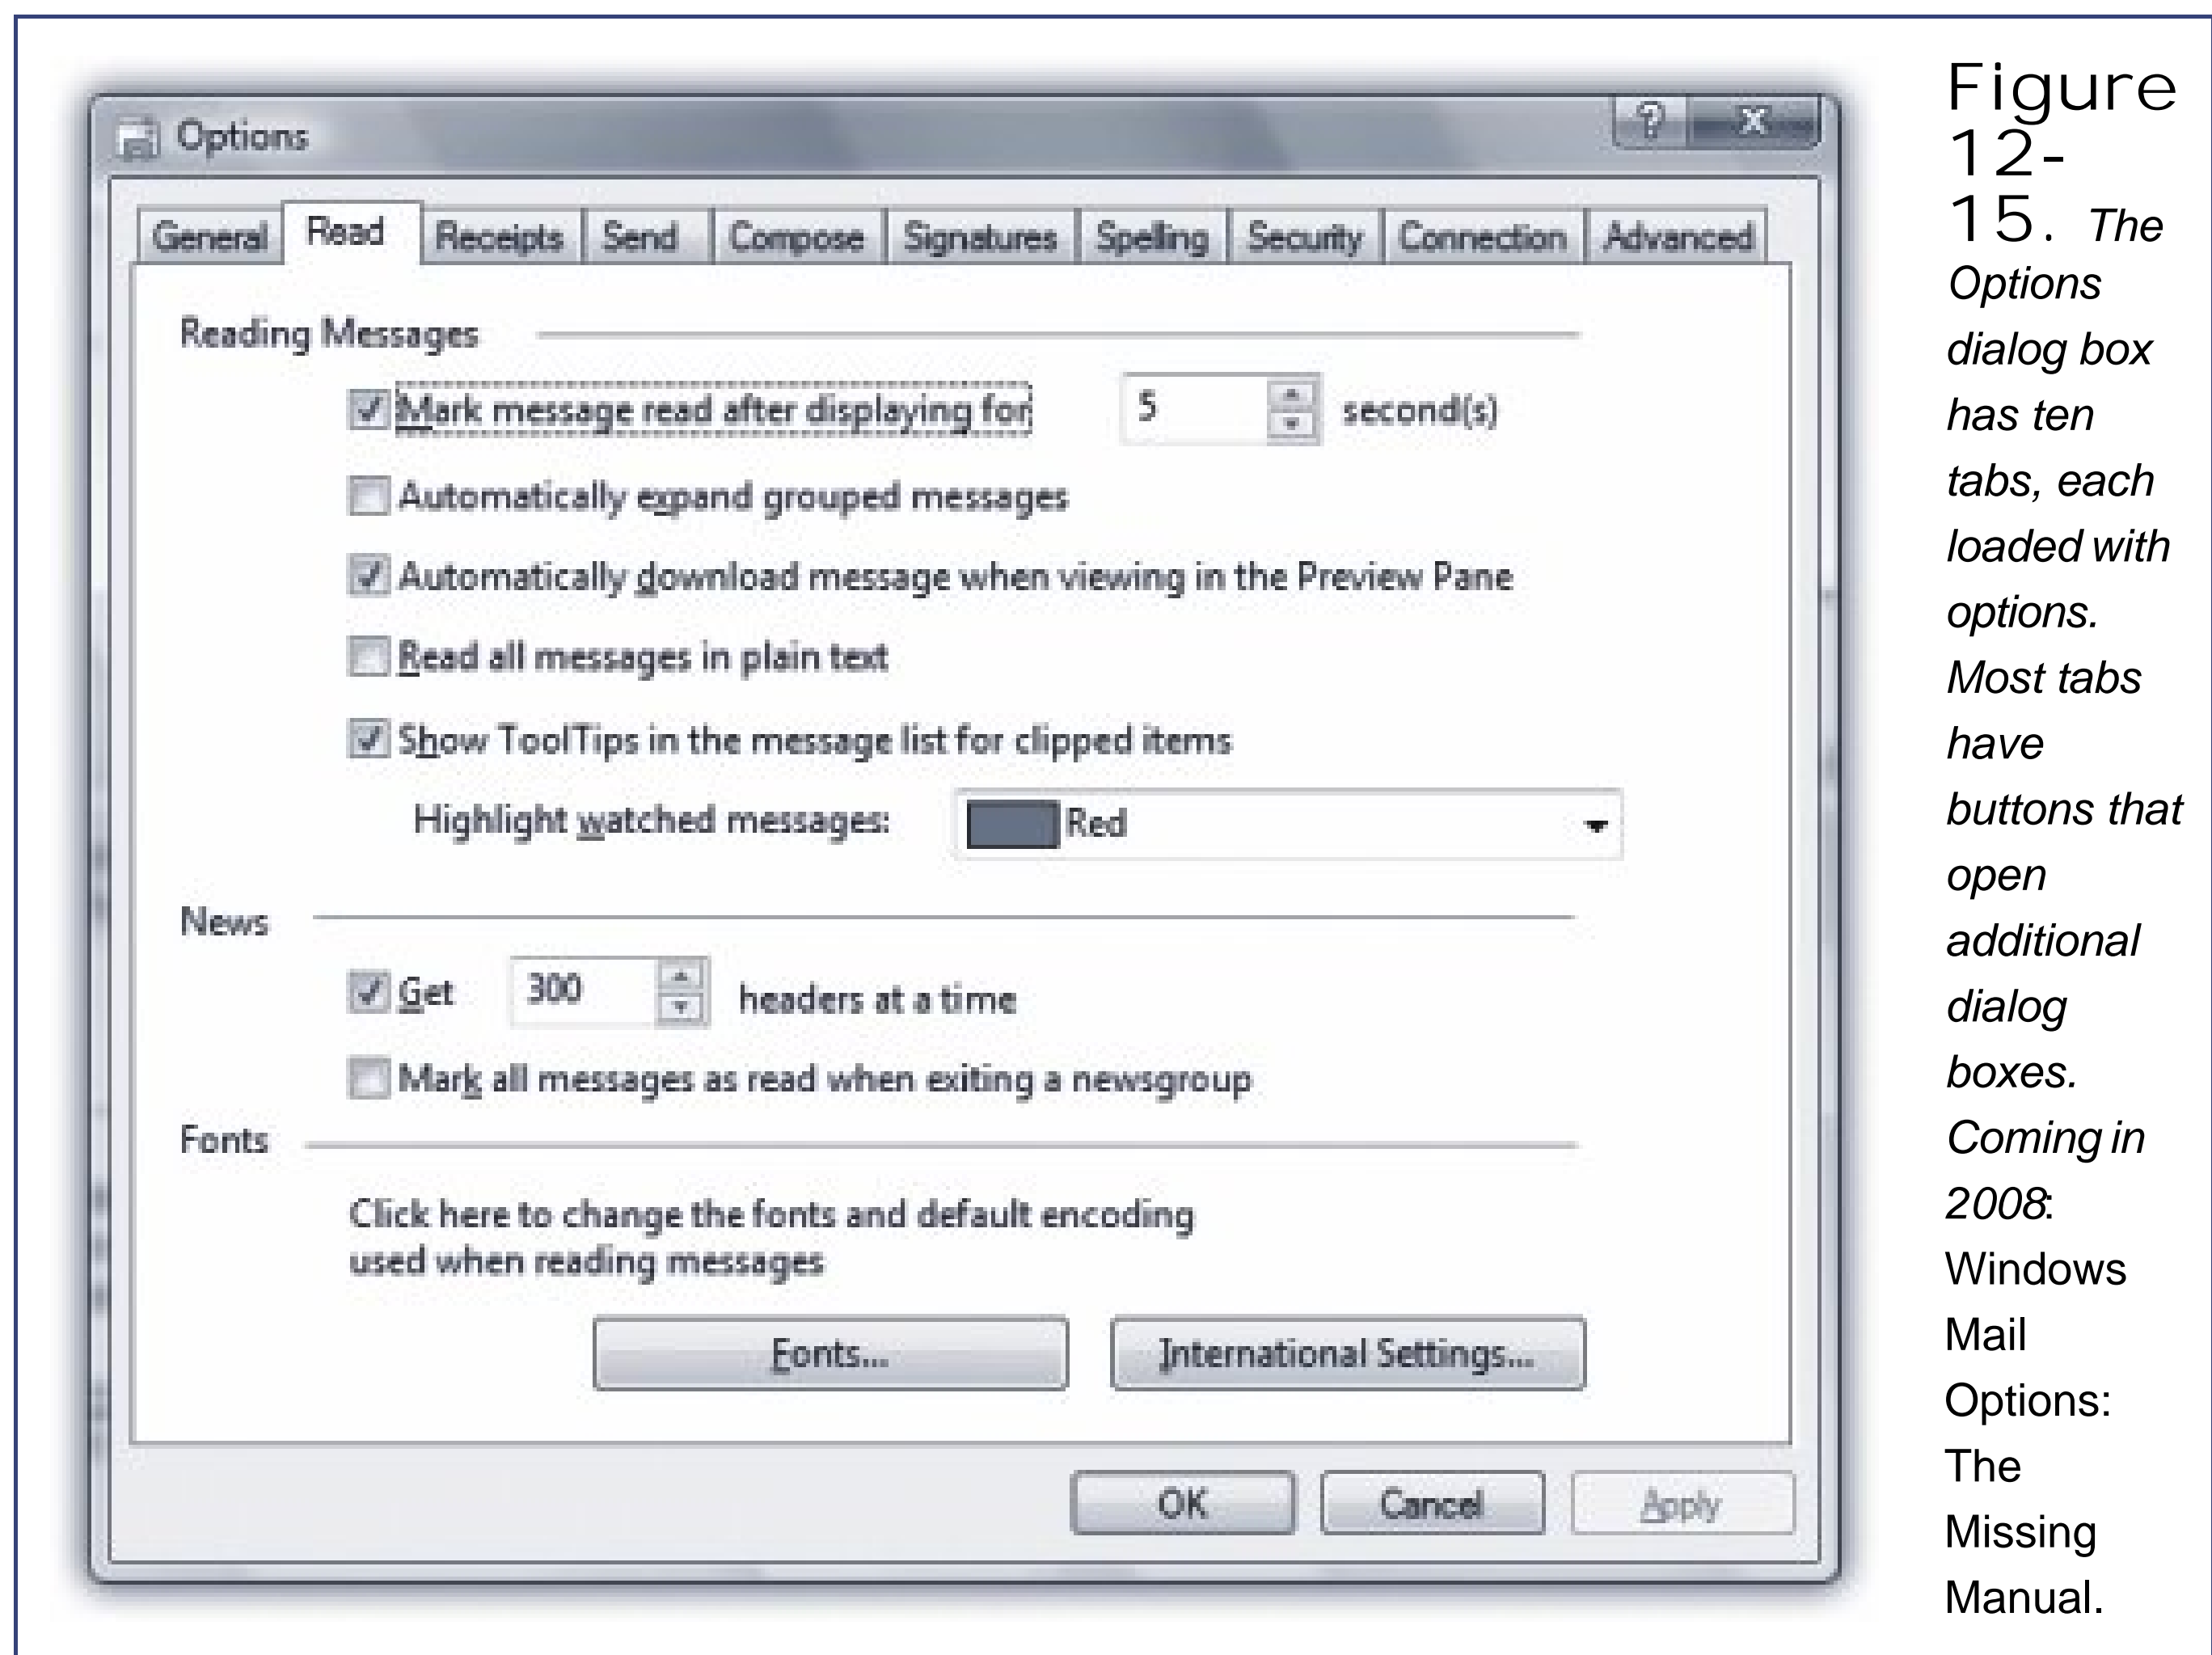 Options
General Read Receipts Send Compose Signatures Spelling Security Connection Advanced
Reading Messages
Mark message read after displaying for 5 second(s)
Automatically expand grouped messages
Automatically download message when viewing in the Preview Pane
Read all messages in plain text
Show ToolTips in the message list for clipped items
Highlight watched messages: Red
News
Get 300 headers at a time
Mark all messages as read when exiting a newsgroup
Fonts
Click here to change the fonts and default encoding
used when reading messages
Fonts... International Settings...
OK Cancel Apply
Figure
12-
15. The
Options
dialog box
has ten
tabs, each
loaded with
options.
Most tabs
have
buttons that
open
additional
dialog
boxes.
Coming in
2008:
Windows
Mail
Options:
The
Missing
Manual.